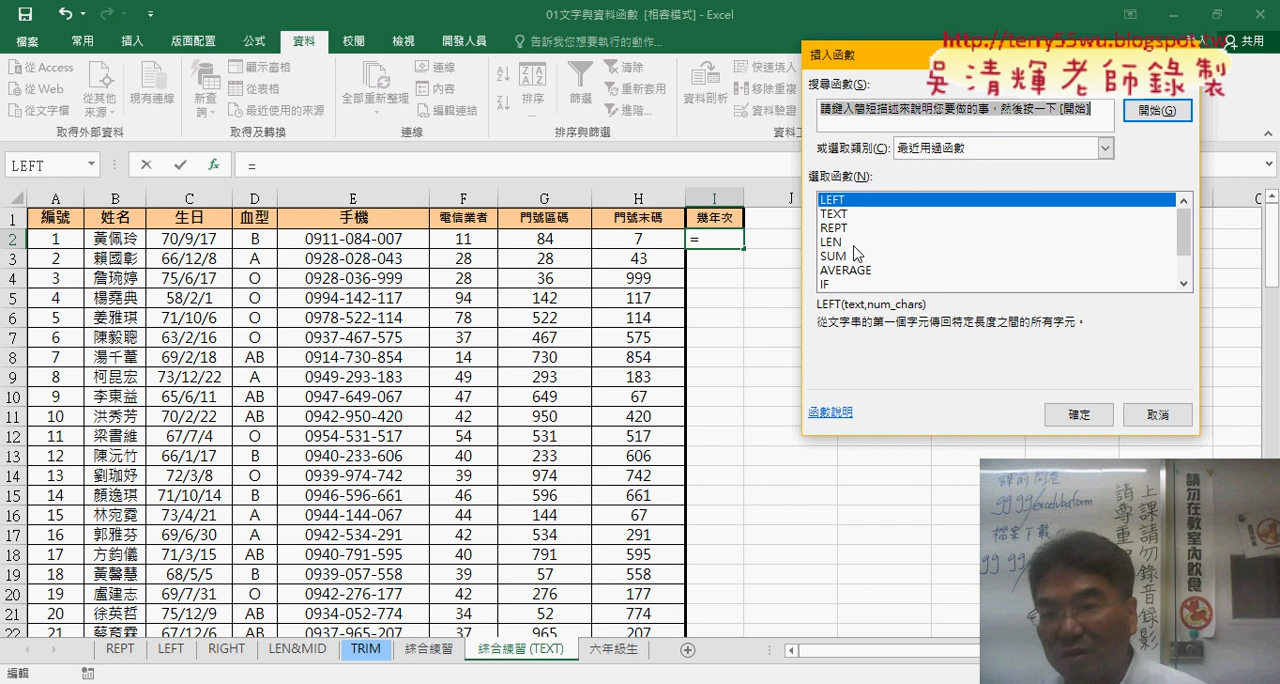 01文字與資料函數 [相容模式] - Excel
檔案 常用 插入 版面配置 公式 資料 校閱 檢視 開發人員 告訴我您想要執行的動作... 登入 共用
http://terry55wu.blogspot.tw
吳清輝老師錄製
從 Access
從 Web
從文字檔
從其他來源
現有連線
取得外部資料
新查詢
顯示查詢
從表格
最近使用的來源
取得及轉換
全部重新整理
連線
內容
編輯連結
連線
排序
篩選
清除
重新套用
進階...
排序與篩選
資料剖析
快速填入
移除重複
資料驗證
資料工
LEFT
=
A B C D E F G H I J
1 編號 姓名 生日 血型 手機 電信業者 門號區碼 門號末碼 幾年次
2 1 黃佩玲 70/9/17 B 0911-084-007 11 84 7 =
3 2 賴國彰 66/12/8 A 0928-028-043 28 28 43
4 3 詹琬婷 75/6/17 O 0928-036-999 28 36 999
5 4 楊堯典 58/2/1 O 0994-142-117 94 142 117
6 5 姜雅琪 71/10/6 O 0978-522-114 78 522 114
7 6 陳毅聰 63/2/16 O 0937-467-575 37 467 575
8 7 湯千蕙 69/2/18 AB 0914-730-854 14 730 854
9 8 柯昆宏 73/12/22 A 0949-293-183 49 293 183
10 9 李東益 65/6/11 AB 0947-649-067 47 649 67
11 10 洪秀芳 70/2/22 AB 0942-950-420 42 950 420
12 11 梁書維 67/7/4 O 0954-531-517 54 531 517
13 12 陳沅竹 66/1/17 B 0940-233-606 40 233 606
14 13 劉珈妤 72/3/8 O 0939-974-742 39 974 742
15 14 顏逸琪 71/10/14 B 0946-596-661 46 596 661
16 15 林宛霓 73/4/21 A 0944-144-067 44 144 67
17 16 郭雅芬 69/6/30 A 0942-534-291 42 534 291
18 17 方鈞儀 71/3/15 AB 0940-791-595 40 791 595
19 18 黃馨慧 68/5/5 B 0939-057-558 39 57 558
20 19 盧建志 69/7/31 O 0942-276-177 42 276 177
21 20 徐英哲 75/12/9 AB 0934-052-774 34 52 774
22 21 67/12/6 AB 0937-965-207 37 965 207
REPT LEFT RIGHT LEN&MID TRIM 綜合練習 綜合練習 (TEXT) 六年級生
編輯
插入函數
搜尋函數(S):
請鍵入簡短描述來說明您要做的事，然後按一下 [開始]
開始(G)
或選取類別(C): 最近用過函數
選取函數(N):
LEFT
TEXT
REPT
LEN
SUM
AVERAGE
IF
LEFT(text,num_chars)
從文字串的第一個字元傳回特定長度之間的所有字元。
函數說明
確定 取消
課前問卷
檔案下載
上課請勿錄音錄影
請尊重
請勿在教室內飲食